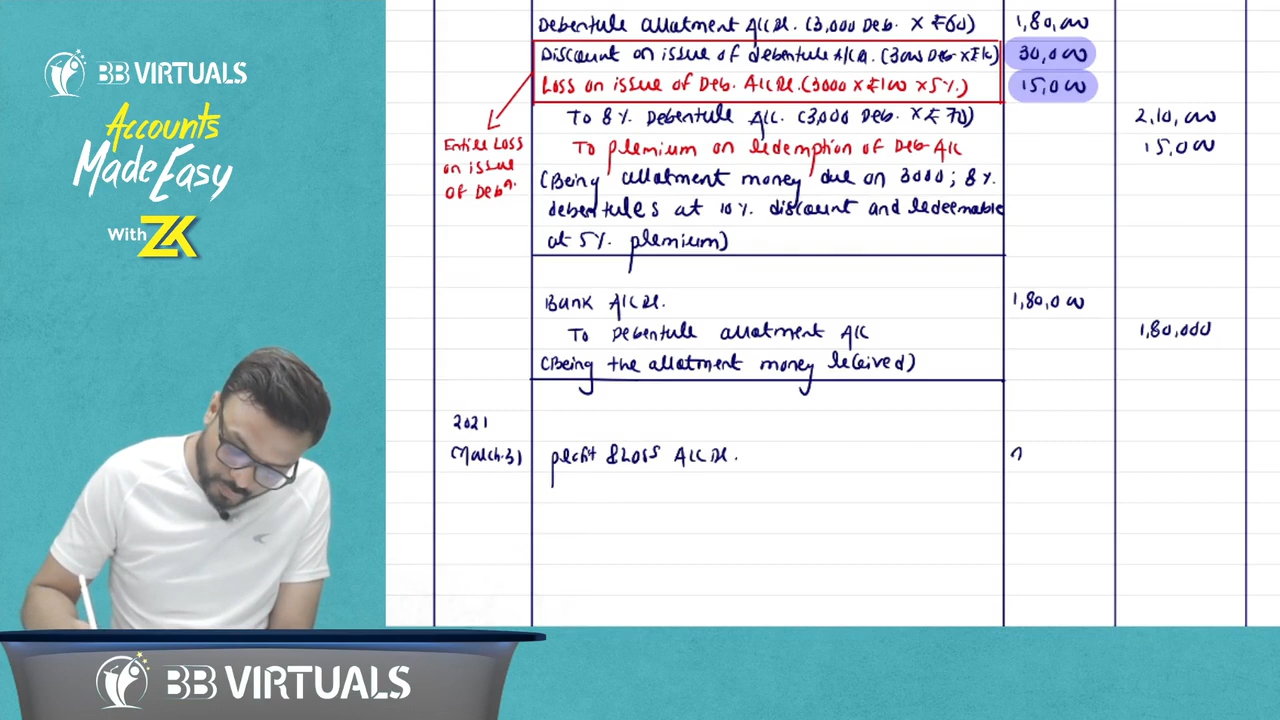 BB VIRTUALS
Accounts
Made Easy
With ZK
Debenture allotment A/c Dr. (3,000 Deb. X ₹60) 1,80,000
Discount on issue of debenture A/c Dr. (3000 Deb X ₹10) 30,000
Loss on issue of Deb. A/c Dr. (3000 X ₹100 X 5%) 15,000
To 8% Debenture A/c. (3,000 Deb. X ₹ 70) 2,10,000
To premium on redemption of Deb A/c 15,000
Entire Loss
on issue
of Debn.
(Being allotment money due on 3000; 8%
debentures at 10% discount and redeemable
at 5% premium)
Bank A/c Dr. 1,80,000
To Debenture allotment A/c 1,80,000
(Being the allotment money received)
2021
March.31 profit & Loss A/c Dr.
BB VIRTUALS